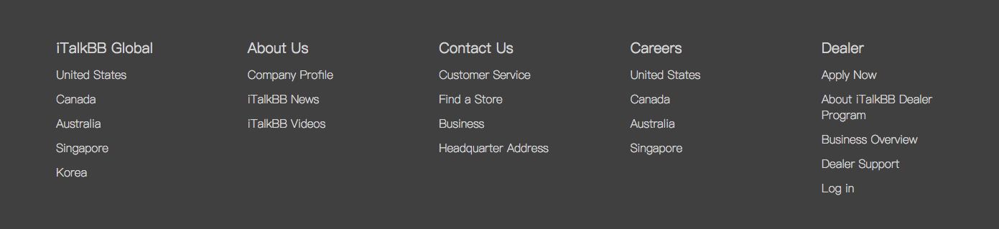 iTalkBB Global
United States
Canada
Australia
Singapore
Korea
About Us
Company Profile
iTalkBB News
iTalkBB Videos
Contact Us
Customer Service
Find a Store
Business
Headquarter Address
Careers
United States
Canada
Australia
Singapore
Dealer
Apply Now
About iTalkBB Dealer
Program
Business Overview
Dealer Support
Log in